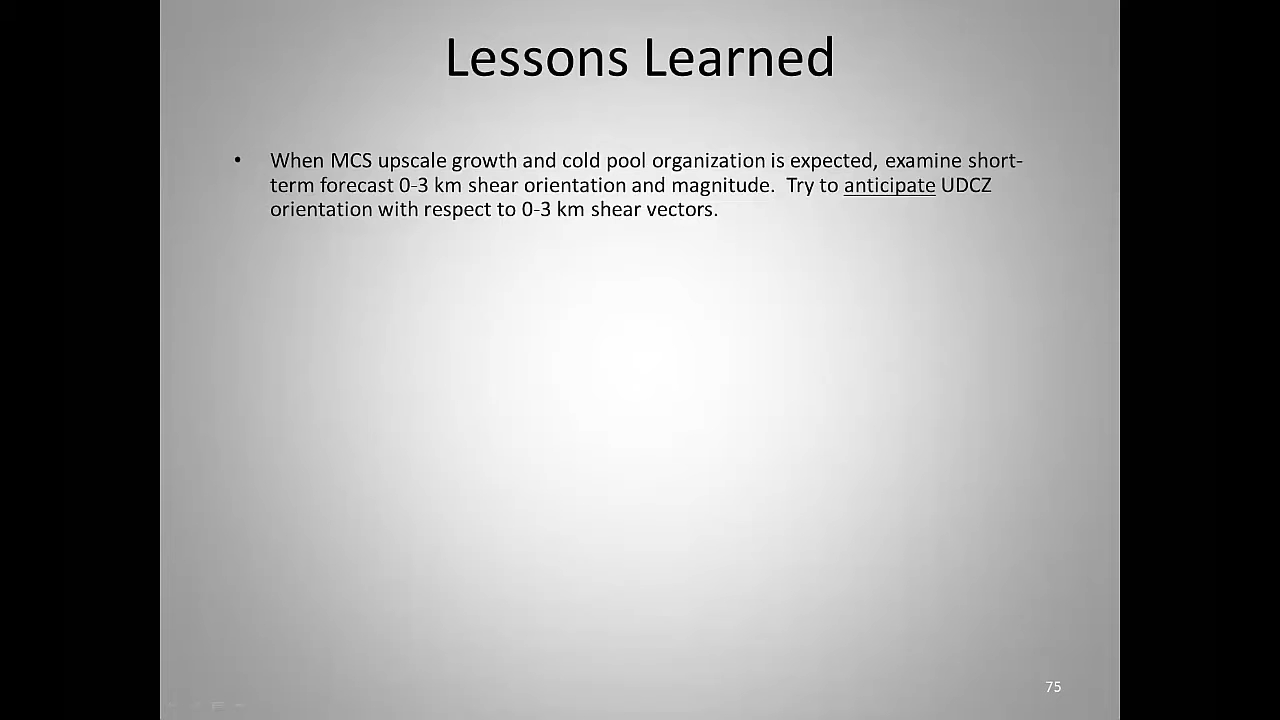 Lessons Learned
• When MCS upscale growth and cold pool organization is expected, examine short-
term forecast 0-3 km shear orientation and magnitude.  Try to anticipate UDCZ
orientation with respect to 0-3 km shear vectors.
75